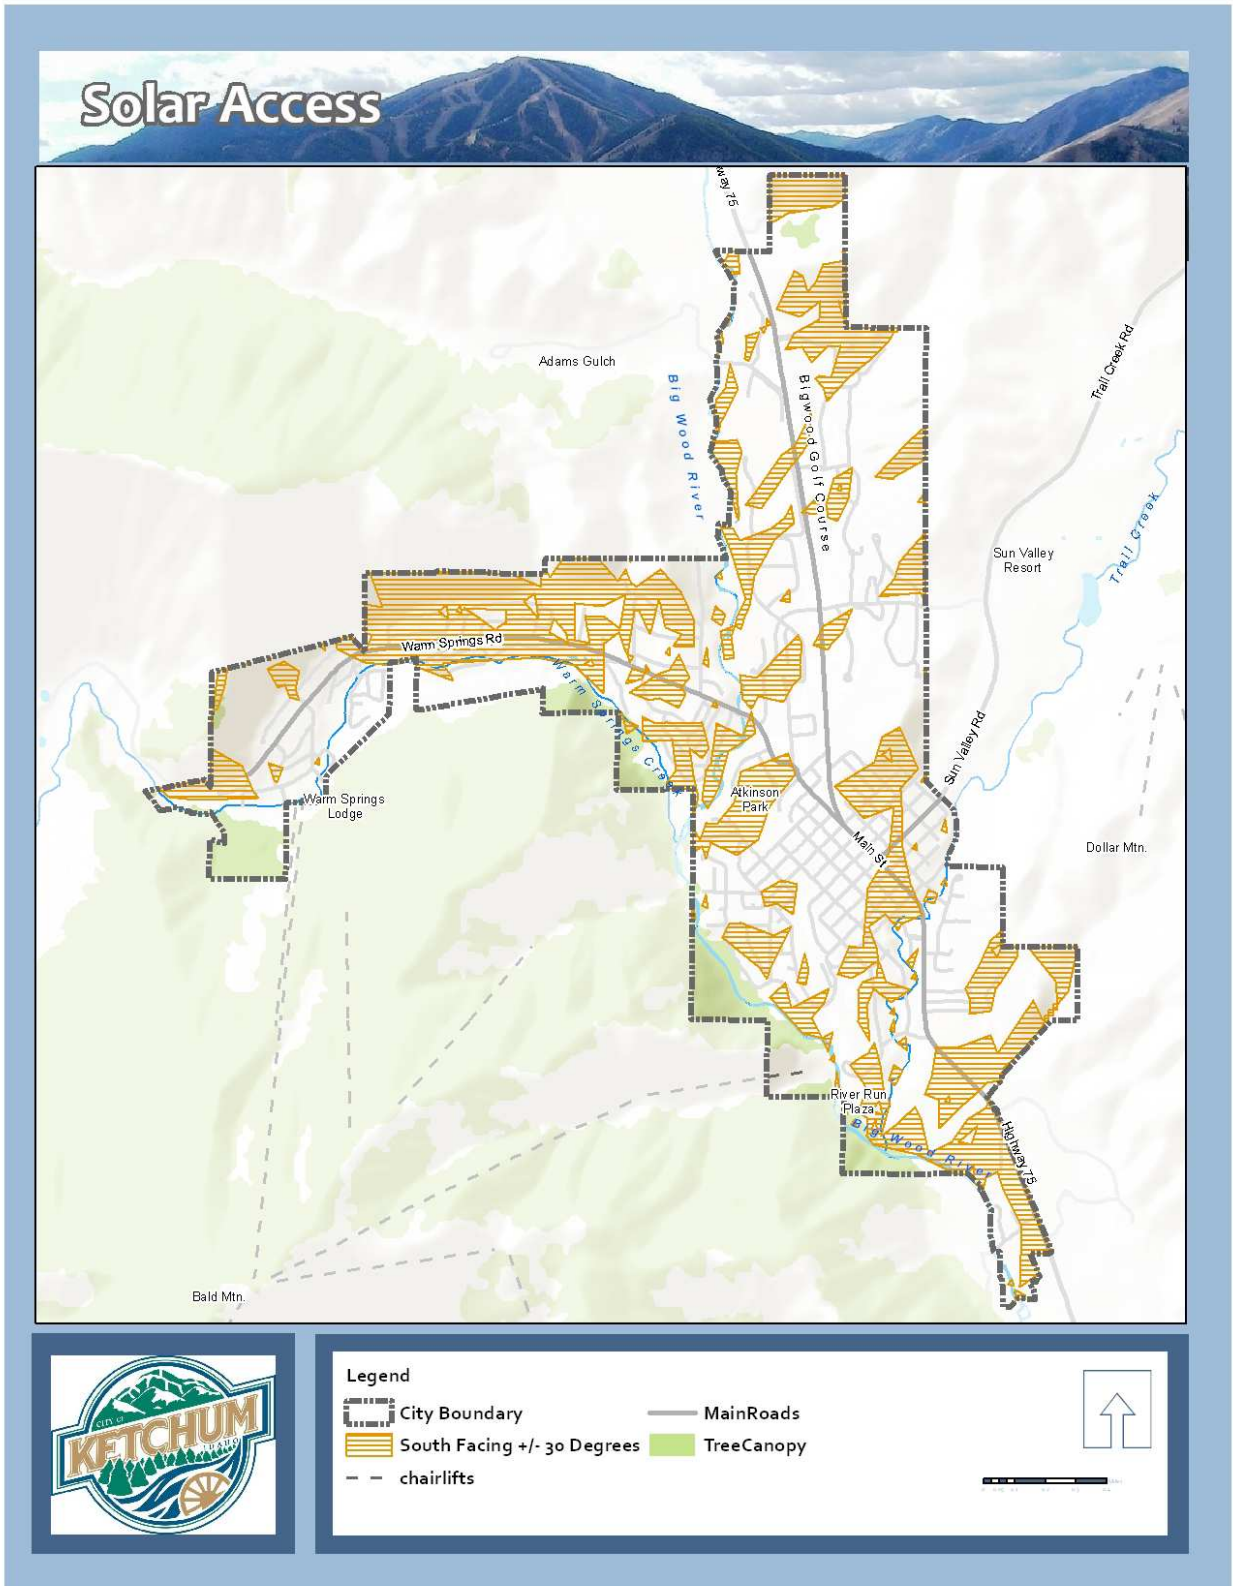 Solar Access
way 75
Trail Creek Rd
Adams Gulch
Big Wood River
Bigwood Golf Course
Trail Creek
Sun Valley
Resort
Warm Springs Rd
Warm Springs Creek
Sun Valley Rd
Atkinson
Park
Warm Springs
Lodge
Main St
Dollar Mtn.
River Run
Plaza
Big Wood River
Highway 75
Bald Mtn.
CITY OF
KETCHUM
IDAHO
Legend
City Boundary
MainRoads
South Facing +/- 30 Degrees
TreeCanopy
chairlifts